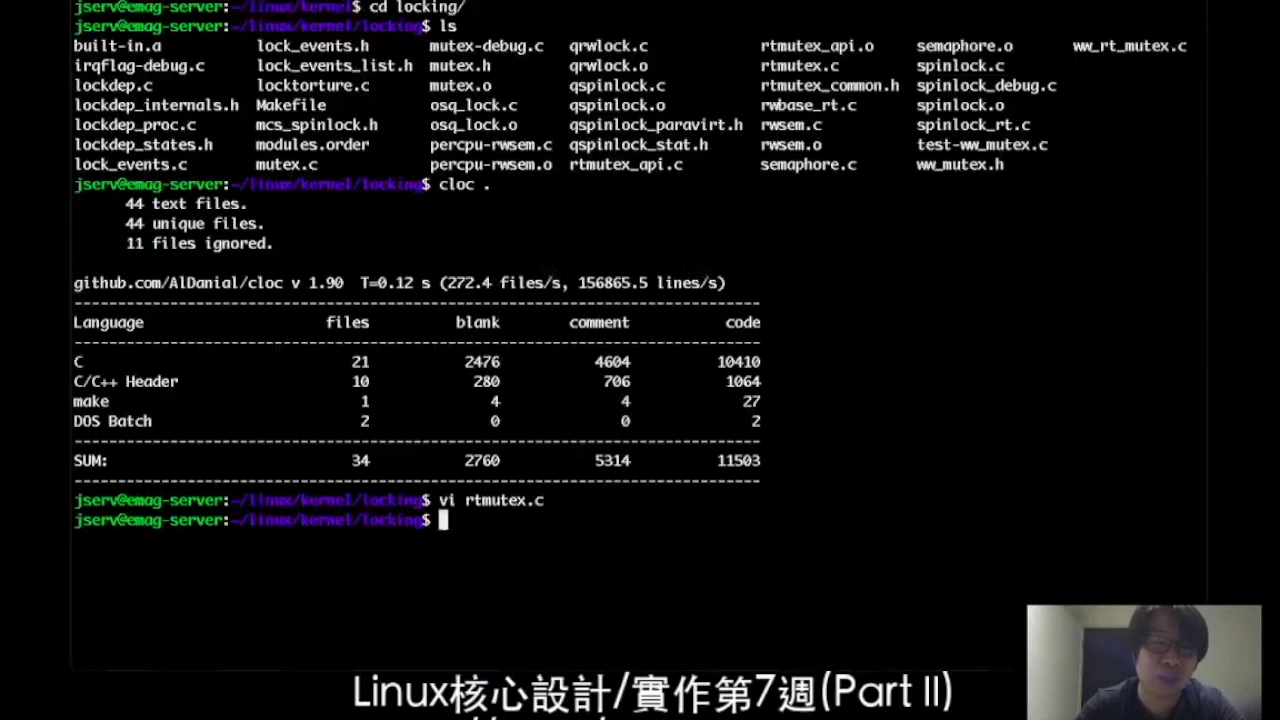 jserv@emag-server:~/linux/kernel$ cd locking/
jserv@emag-server:~/linux/kernel/locking$ ls
built-in.a lock_events.h mutex-debug.c qrwlock.c rtmutex_api.o semaphore.o ww_rt_mutex.c
irqflag-debug.c lock_events_list.h mutex.h qrwlock.o rtmutex.c spinlock.c
lockdep.c locktorture.c mutex.o qspinlock.c rtmutex_common.h spinlock_debug.c
lockdep_internals.h Makefile osq_lock.c qspinlock.o rwbase_rt.c spinlock.o
lockdep_proc.c mcs_spinlock.h osq_lock.o qspinlock_paravirt.h rwsem.c spinlock_rt.c
lockdep_states.h modules.order percpu-rwsem.c qspinlock_stat.h rwsem.o test-ww_mutex.c
lock_events.c mutex.c percpu-rwsem.o rtmutex_api.c semaphore.c ww_mutex.h
jserv@emag-server:~/linux/kernel/locking$ cloc .
44 text files.
44 unique files.
11 files ignored.
github.com/AlDanial/cloc v 1.90 T=0.12 s (272.4 files/s, 156865.5 lines/s)
-------------------------------------------------------------------------------
Language files blank comment code
-------------------------------------------------------------------------------
C 21 2476 4604 10410
C/C++ Header 10 280 706 1064
make 1 4 4 27
DOS Batch 2 0 0 2
-------------------------------------------------------------------------------
SUM: 34 2760 5314 11503
-------------------------------------------------------------------------------
jserv@emag-server:~/linux/kernel/locking$ vi rtmutex.c
jserv@emag-server:~/linux/kernel/locking$
Linux核心設計/實作第7週(Part II)